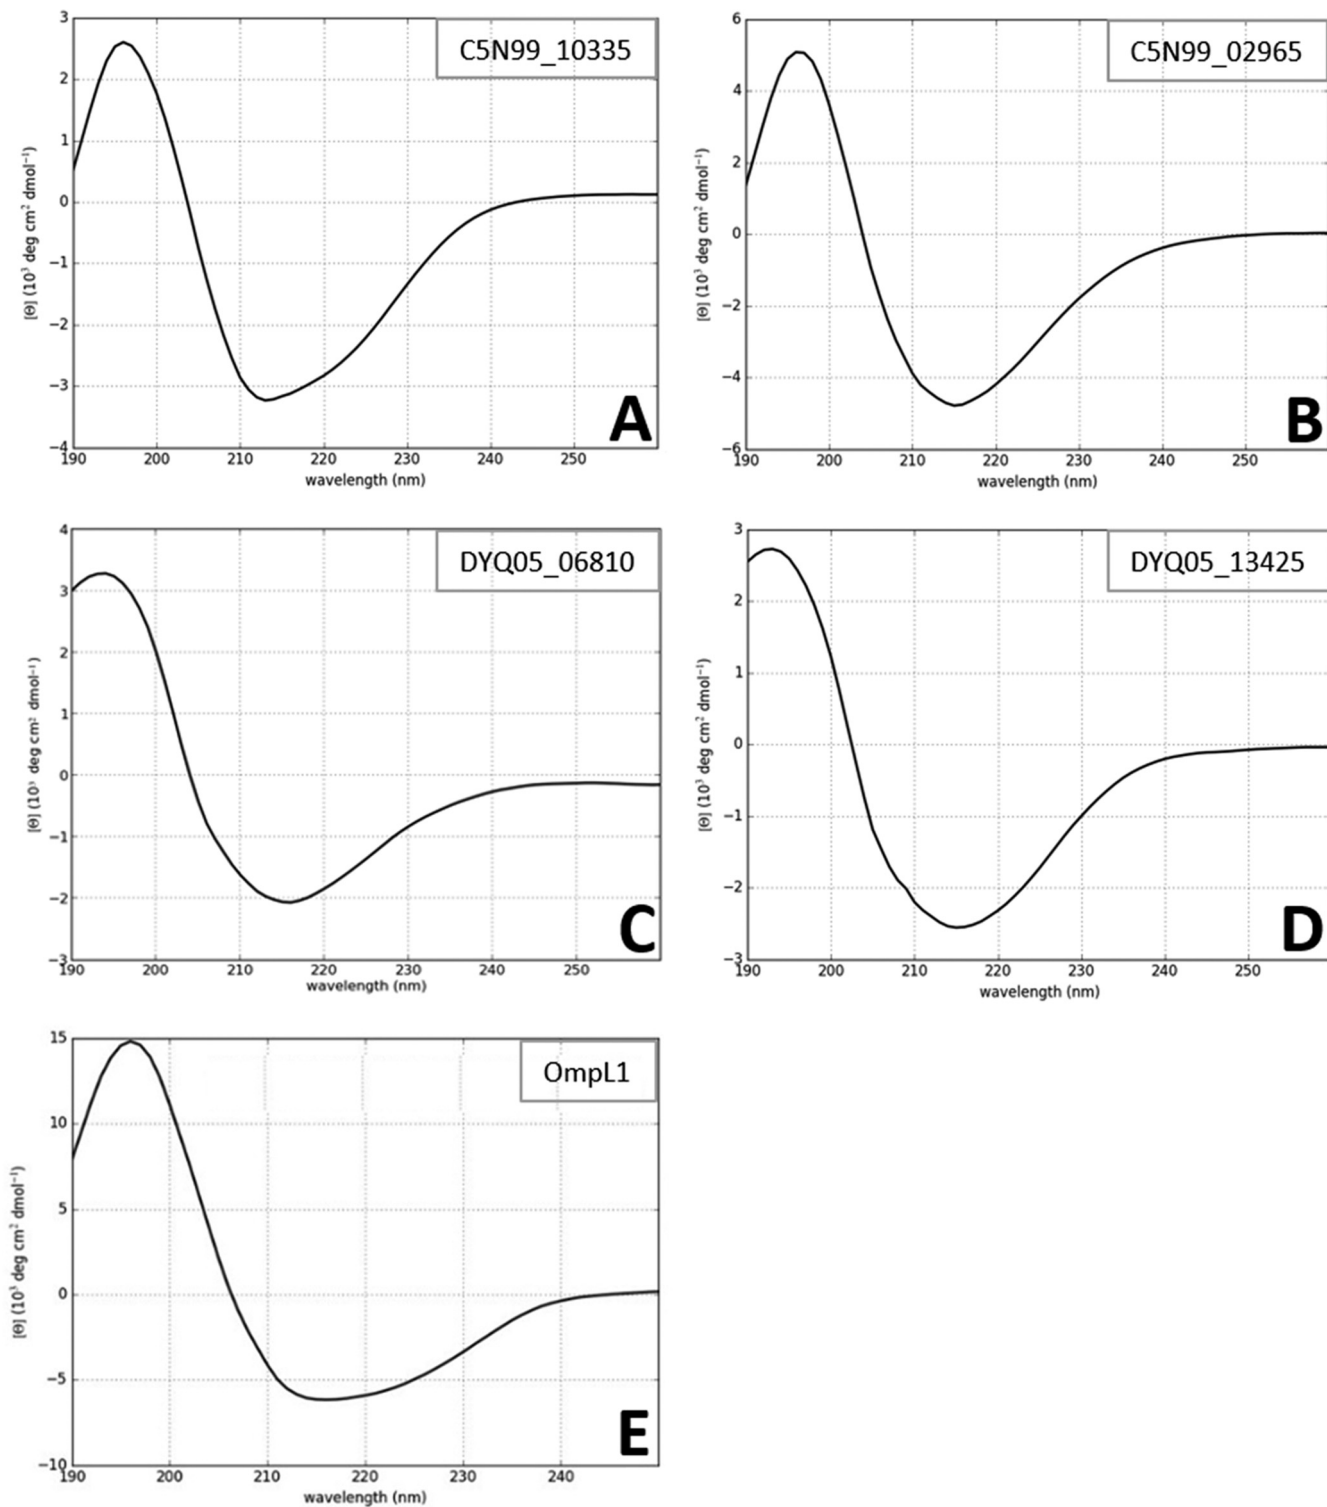 C5N99_10335
3
2
1
0
−1
−2
−3
−4
[Θ] (10³ deg cm² dmol⁻¹)
190 200 210 220 230 240 250
wavelength (nm)
A
C5N99_02965
6
4
2
0
−2
−4
−6
[Θ] (10³ deg cm² dmol⁻¹)
190 200 210 220 230 240 250
wavelength (nm)
B
DYQ05_06810
4
3
2
1
0
−1
−2
−3
[Θ] (10³ deg cm² dmol⁻¹)
190 200 210 220 230 240 250
wavelength (nm)
C
DYQ05_13425
3
2
1
0
−1
−2
−3
[Θ] (10³ deg cm² dmol⁻¹)
190 200 210 220 230 240 250
wavelength (nm)
D
OmpL1
15
10
5
0
−5
−10
[Θ] (10³ deg cm² dmol⁻¹)
190 200 210 220 230 240
wavelength (nm)
E